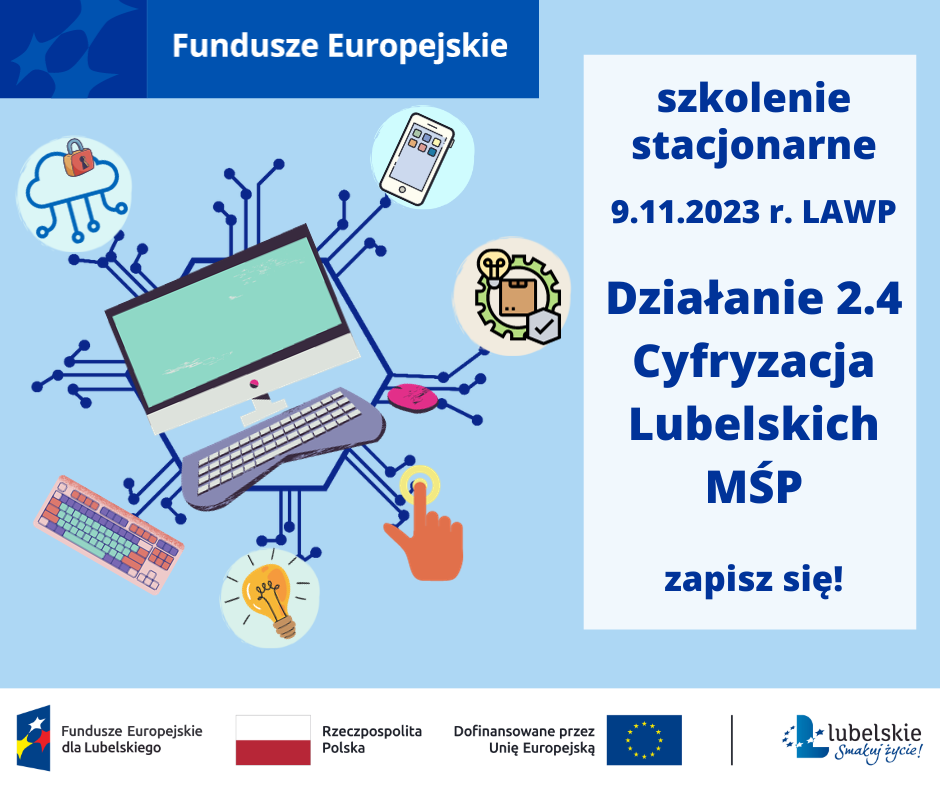 Fundusze Europejskie
szkolenie
stacjonarne
9.11.2023 r. LAWP
Działanie 2.4
Cyfryzacja
Lubelskich
MŚP
zapisz się!
Fundusze Europejskie
dla Lubelskiego
Rzeczpospolita
Polska
Dofinansowane przez
Unię Europejską
lubelskie
Smakuj życie!